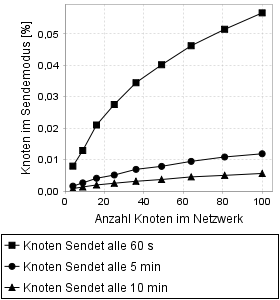 0,05
0,04
0,03
0,02
0,01
0,00
Knoten im Sendemodus [%]
0 20 40 60 80 100
Anzahl Knoten im Netzwerk
Knoten Sendet alle 60 s
Knoten Sendet alle 5 min
Knoten Sendet alle 10 min